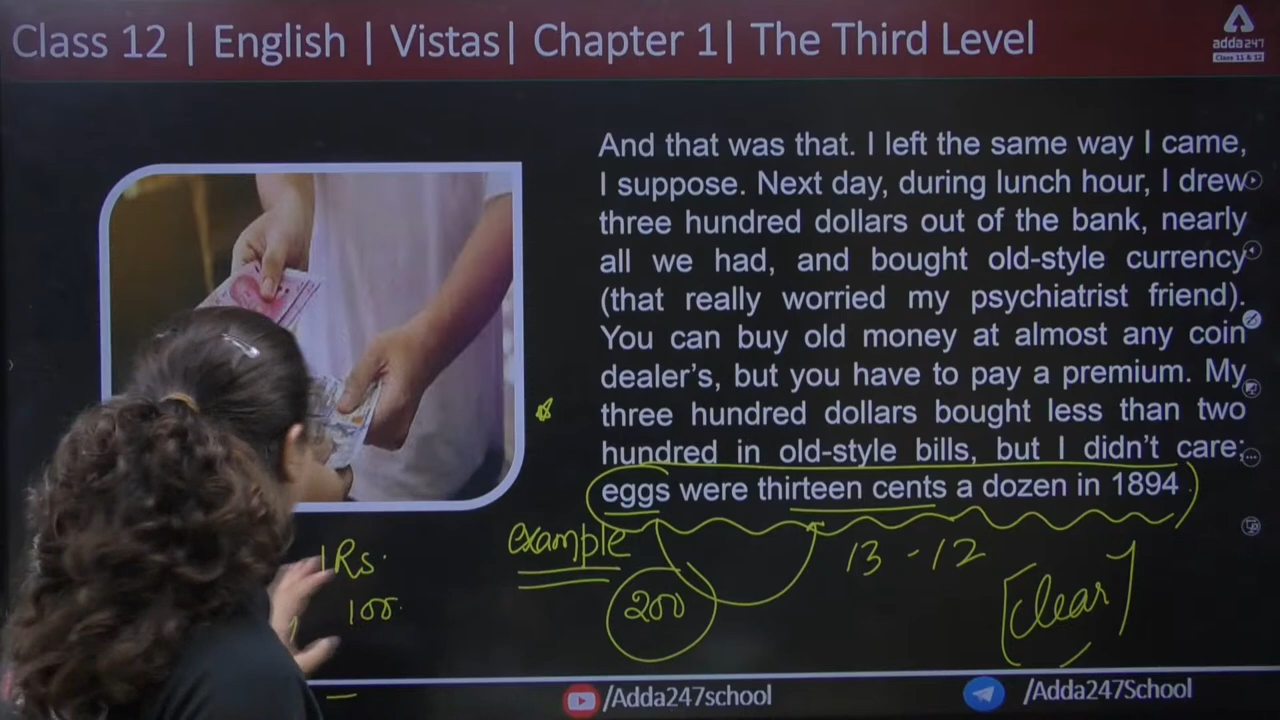 Class 12 | English | Vistas| Chapter 1| The Third Level
adda247
Class 11 & 12
And that was that. I left the same way I came,
I suppose. Next day, during lunch hour, I drew
three hundred dollars out of the bank, nearly
all we had, and bought old-style currency
(that really worried my psychiatrist friend).
You can buy old money at almost any coin
dealer's, but you have to pay a premium. My
three hundred dollars bought less than two
hundred in old-style bills, but I didn't care;
eggs were thirteen cents a dozen in 1894
example
13 - 12
1Rs.
100
200
[Clear]
/Adda247school
/Adda247School